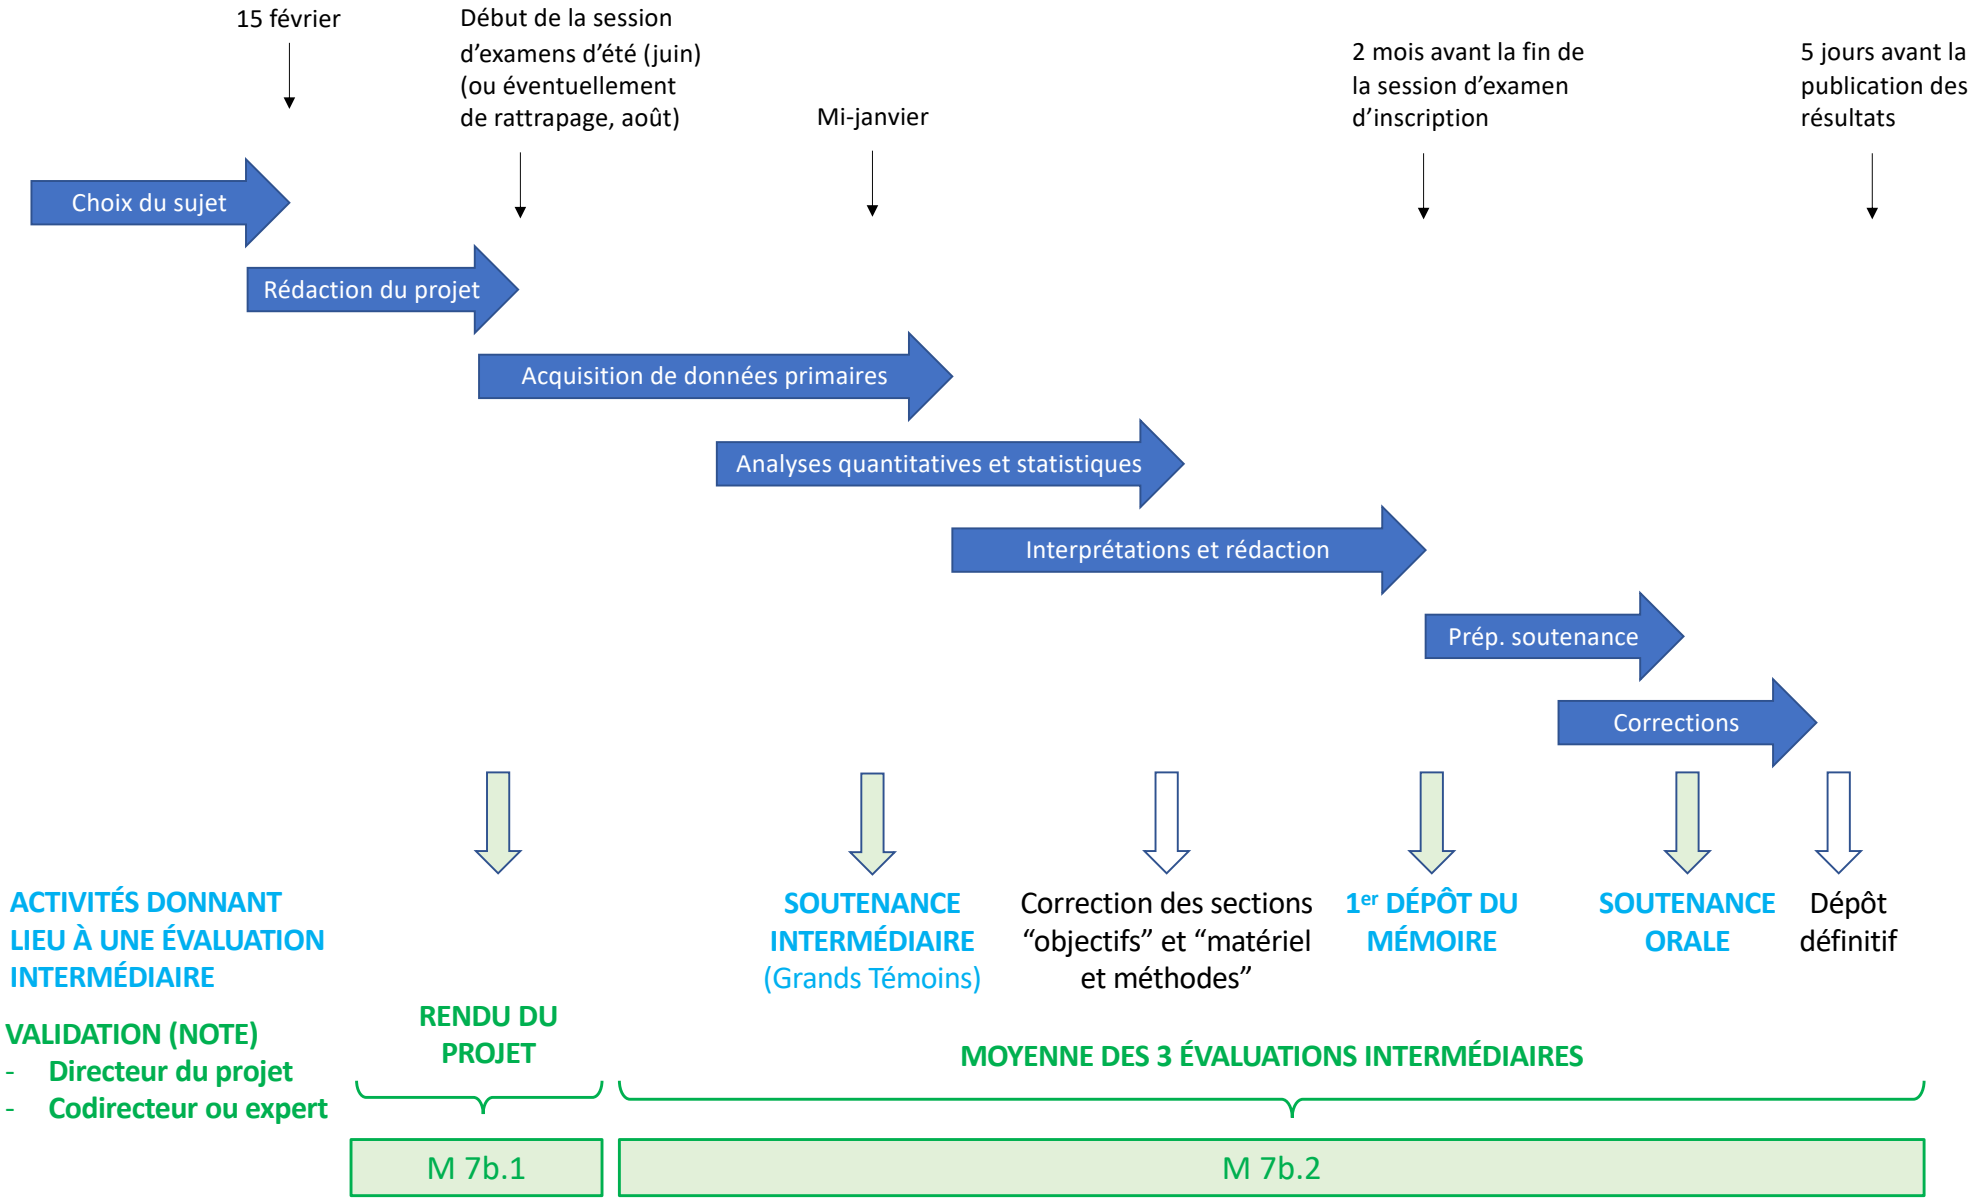 15 février
Début de la session
d'examens d'été (juin)
(ou éventuellement
de rattrapage, août)
Mi-janvier
2 mois avant la fin de
la session d'examen
d'inscription
5 jours avant la
publication des
résultats
Choix du sujet
Rédaction du projet
Acquisition de données primaires
Analyses quantitatives et statistiques
Interprétations et rédaction
Prép. soutenance
Corrections
ACTIVITÉS DONNANT
LIEU À UNE ÉVALUATION
INTERMÉDIAIRE
SOUTENANCE
INTERMÉDIAIRE
(Grands Témoins)
Correction des sections
“objectifs” et “matériel
et méthodes”
1er DÉPÔT DU
MÉMOIRE
SOUTENANCE
ORALE
Dépôt
définitif
VALIDATION (NOTE)
- Directeur du projet
- Codirecteur ou expert
RENDU DU
PROJET
MOYENNE DES 3 ÉVALUATIONS INTERMÉDIAIRES
M 7b.1
M 7b.2